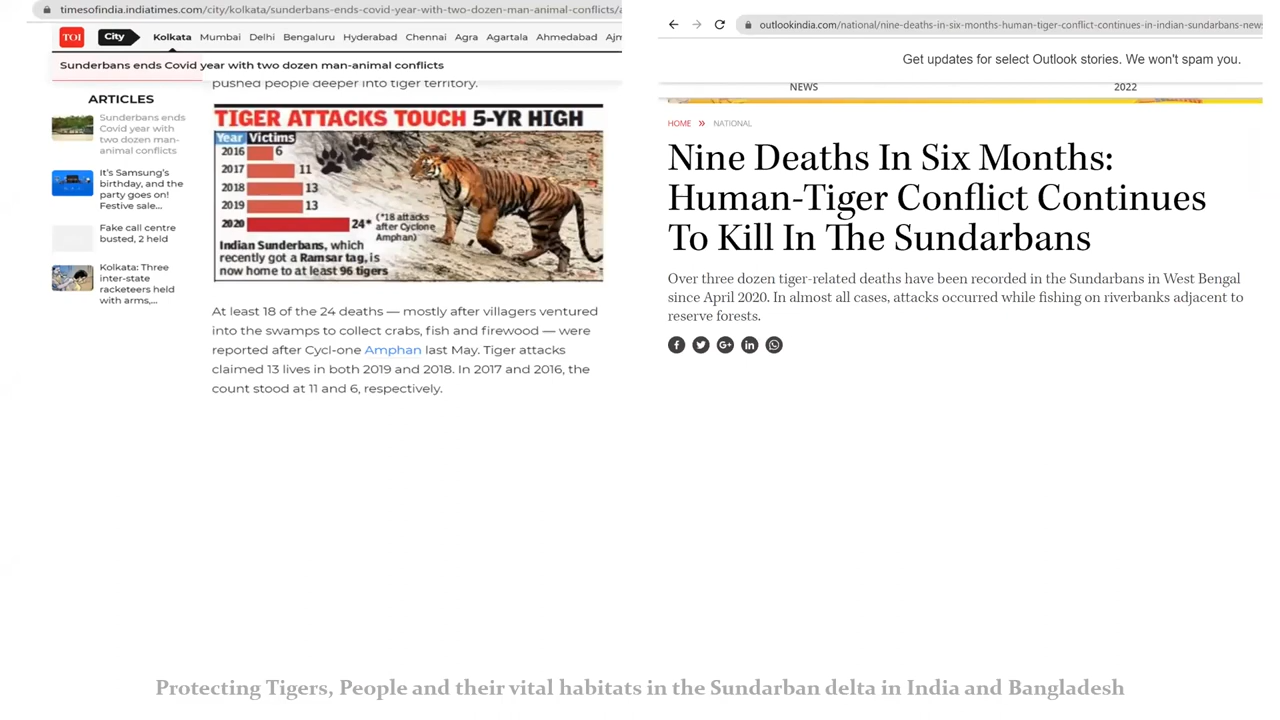 timesofindia.indiatimes.com/city/kolkata/sunderbans-ends-covid-year-with-two-dozen-man-animal-conflicts/
TOI City Kolkata Mumbai Delhi Bengaluru Hyderabad Chennai Agra Agartala Ahmedabad Ajm
Sunderbans ends Covid year with two dozen man-animal conflicts
pushed people deeper into tiger territory.
ARTICLES
Sunderbans ends
Covid year with
two dozen man-
animal conflicts
It's Samsung's
birthday, and the
party goes on!
Festive sale...
Fake call centre
busted, 2 held
Kolkata: Three
inter-state
racketeers held
with arms,...
TIGER ATTACKS TOUCH 5-YR HIGH
Year Victims
2016 6
2017 11
2018 13
2019 13
2020 24* (*18 attacks
after Cyclone
Amphan)
Indian Sunderbans, which
recently got a Ramsar tag, is
now home to at least 96 tigers
At least 18 of the 24 deaths — mostly after villagers ventured
into the swamps to collect crabs, fish and firewood — were
reported after Cycl-one Amphan last May. Tiger attacks
claimed 13 lives in both 2019 and 2018. In 2017 and 2016, the
count stood at 11 and 6, respectively.
outlookindia.com/national/nine-deaths-in-six-months-human-tiger-conflict-continues-in-indian-sundarbans-news
Get updates for select Outlook stories. We won't spam you.
NEWS 2022
HOME » NATIONAL
Nine Deaths In Six Months:
Human-Tiger Conflict Continues
To Kill In The Sundarbans
Over three dozen tiger-related deaths have been recorded in the Sundarbans in West Bengal
since April 2020. In almost all cases, attacks occurred while fishing on riverbanks adjacent to
reserve forests.
Protecting Tigers, People and their vital habitats in the Sundarban delta in India and Bangladesh